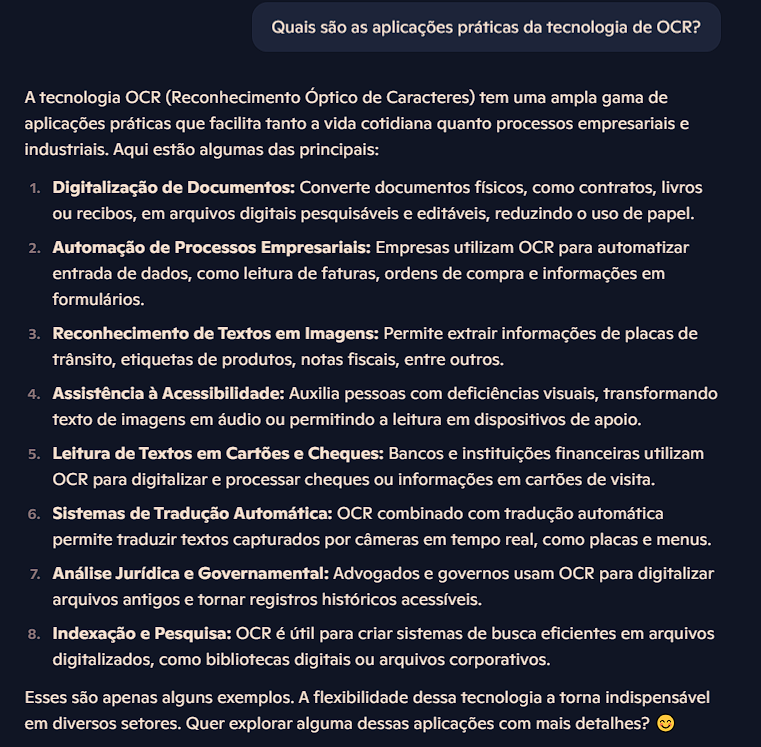 Quais são as aplicações práticas da tecnologia de OCR?
A tecnologia OCR (Reconhecimento Óptico de Caracteres) tem uma ampla gama de
aplicações práticas que facilita tanto a vida cotidiana quanto processos empresariais e
industriais. Aqui estão algumas das principais:
1. Digitalização de Documentos: Converte documentos físicos, como contratos, livros
ou recibos, em arquivos digitais pesquisáveis e editáveis, reduzindo o uso de papel.
2. Automação de Processos Empresariais: Empresas utilizam OCR para automatizar
entrada de dados, como leitura de faturas, ordens de compra e informações em
formulários.
3. Reconhecimento de Textos em Imagens: Permite extrair informações de placas de
trânsito, etiquetas de produtos, notas fiscais, entre outros.
4. Assistência à Acessibilidade: Auxilia pessoas com deficiências visuais, transformando
texto de imagens em áudio ou permitindo a leitura em dispositivos de apoio.
5. Leitura de Textos em Cartões e Cheques: Bancos e instituições financeiras utilizam
OCR para digitalizar e processar cheques ou informações em cartões de visita.
6. Sistemas de Tradução Automática: OCR combinado com tradução automática
permite traduzir textos capturados por câmeras em tempo real, como placas e menus.
7. Análise Jurídica e Governamental: Advogados e governos usam OCR para digitalizar
arquivos antigos e tornar registros históricos acessíveis.
8. Indexação e Pesquisa: OCR é útil para criar sistemas de busca eficientes em arquivos
digitalizados, como bibliotecas digitais ou arquivos corporativos.
Esses são apenas alguns exemplos. A flexibilidade dessa tecnologia a torna indispensável
em diversos setores. Quer explorar alguma dessas aplicações com mais detalhes? 😊